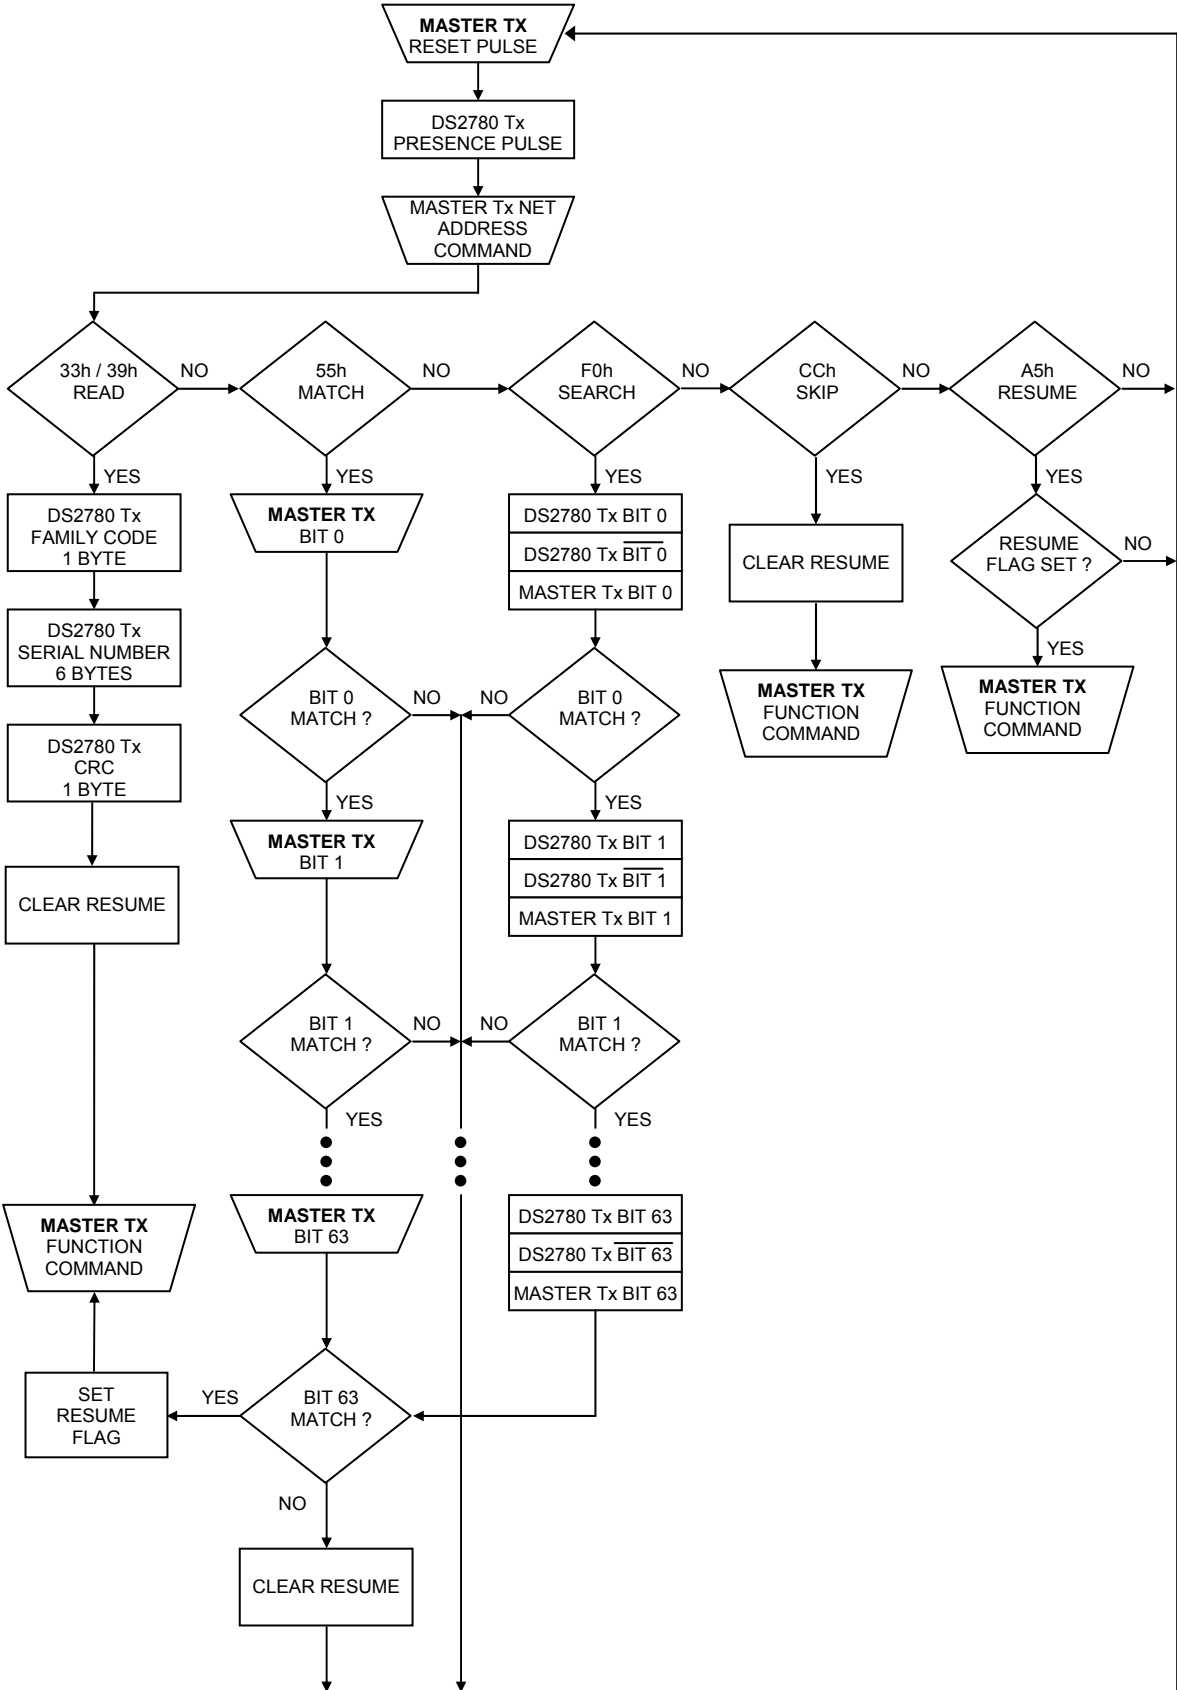 MASTER TX
RESET PULSE
DS2780 Tx
PRESENCE PULSE
MASTER Tx NET
ADDRESS
COMMAND
33h / 39h
READ
NO
55h
MATCH
NO
F0h
SEARCH
NO
CCh
SKIP
NO
A5h
RESUME
NO
YES
YES
YES
YES
YES
DS2780 Tx
FAMILY CODE
1 BYTE
DS2780 Tx
SERIAL NUMBER
6 BYTES
DS2780 Tx
CRC
1 BYTE
CLEAR RESUME
MASTER TX
FUNCTION
COMMAND
SET
RESUME
FLAG
MASTER TX
BIT 0
BIT 0
MATCH ?
NO
YES
MASTER TX
BIT 1
BIT 1
MATCH ?
NO
YES
MASTER TX
BIT 63
BIT 63
MATCH ?
YES
NO
CLEAR RESUME
DS2780 Tx BIT 0
DS2780 Tx B̅I̅T̅ ̅0̅
MASTER Tx BIT 0
NO
BIT 0
MATCH ?
YES
DS2780 Tx BIT 1
DS2780 Tx B̅I̅T̅ ̅1̅
MASTER Tx BIT 1
NO
BIT 1
MATCH ?
YES
DS2780 Tx BIT 63
DS2780 Tx B̅I̅T̅ ̅6̅3̅
MASTER Tx BIT 63
CLEAR RESUME
MASTER TX
FUNCTION
COMMAND
RESUME
FLAG SET ?
NO
YES
MASTER TX
FUNCTION
COMMAND